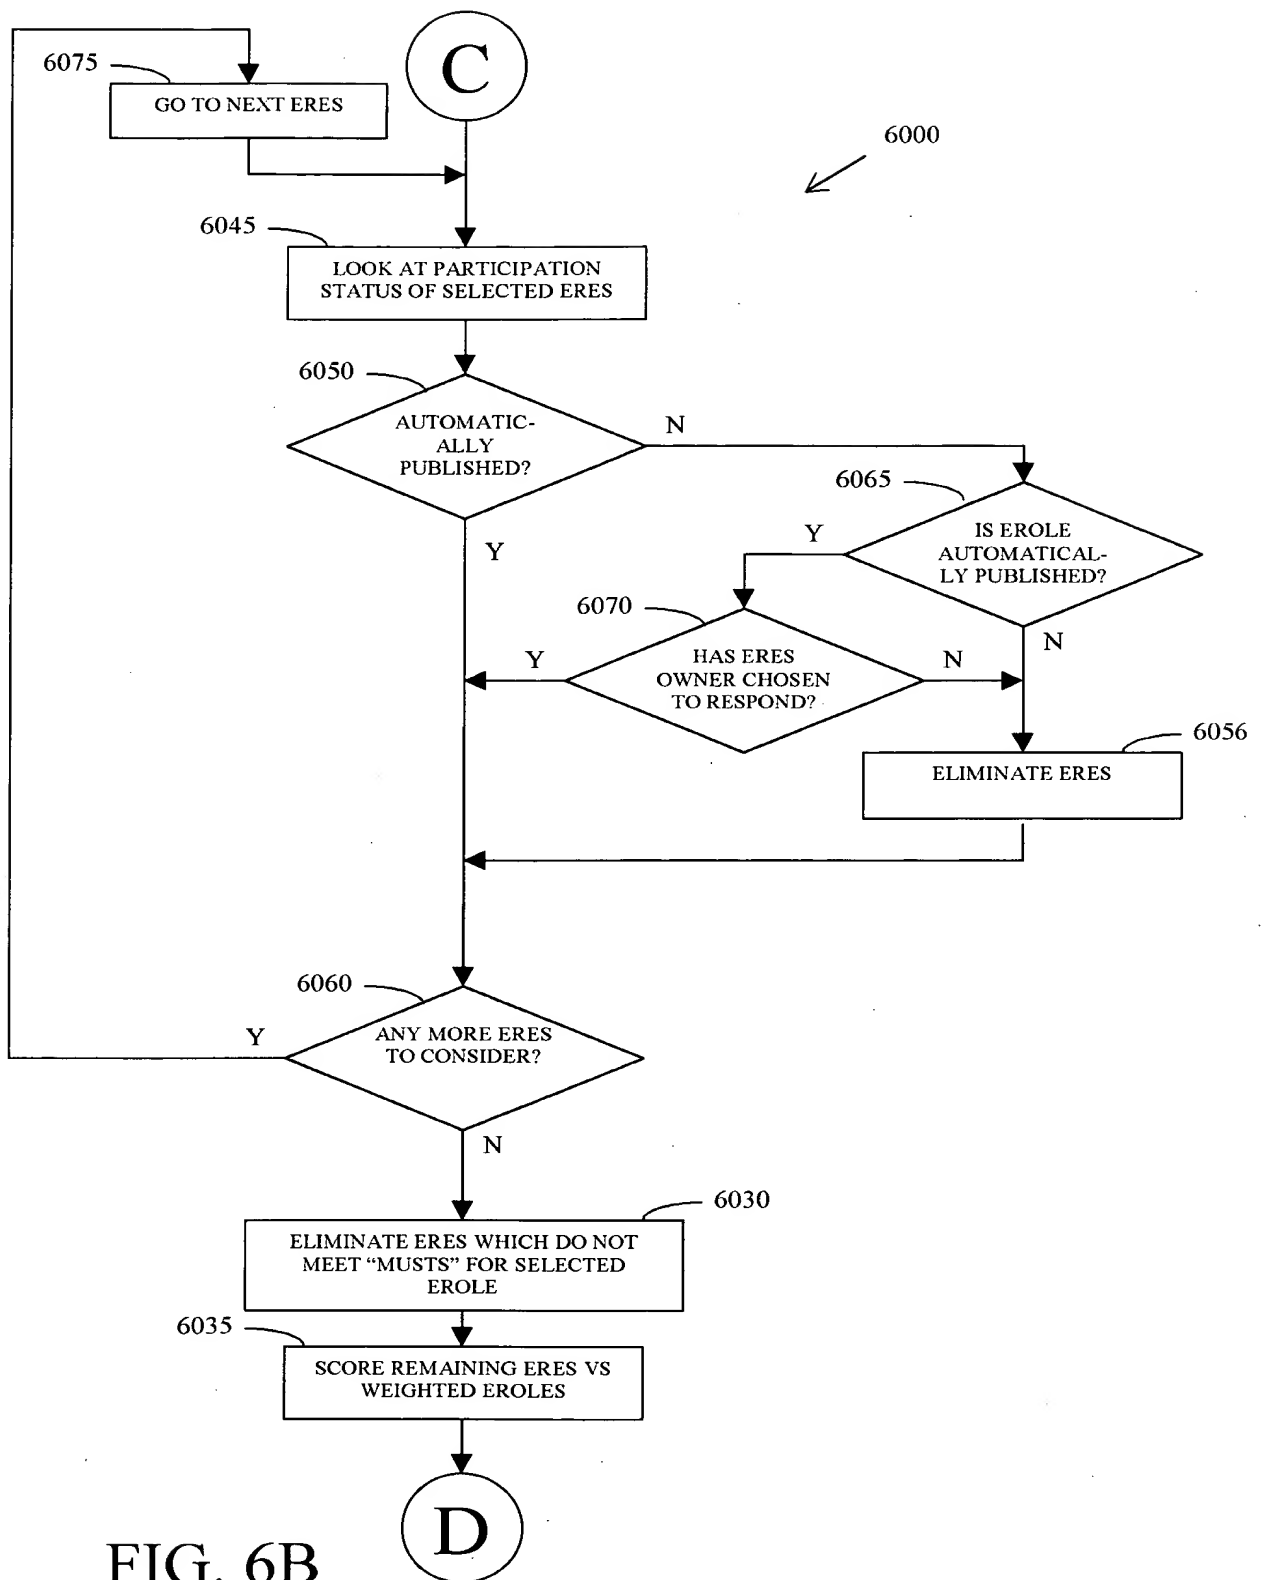 C
6075
GO TO NEXT ERES
6000
6045
LOOK AT PARTICIPATION
STATUS OF SELECTED ERES
6050
AUTOMATIC-
ALLY
PUBLISHED?
N
Y
6065
IS EROLE
AUTOMATICAL-
LY PUBLISHED?
Y
N
6070
HAS ERES
OWNER CHOSEN
TO RESPOND?
Y
N
6056
ELIMINATE ERES
6060
ANY MORE ERES
TO CONSIDER?
Y
N
6030
ELIMINATE ERES WHICH DO NOT
MEET “MUSTS” FOR SELECTED
EROLE
6035
SCORE REMAINING ERES VS
WEIGHTED EROLES
D
FIG. 6B